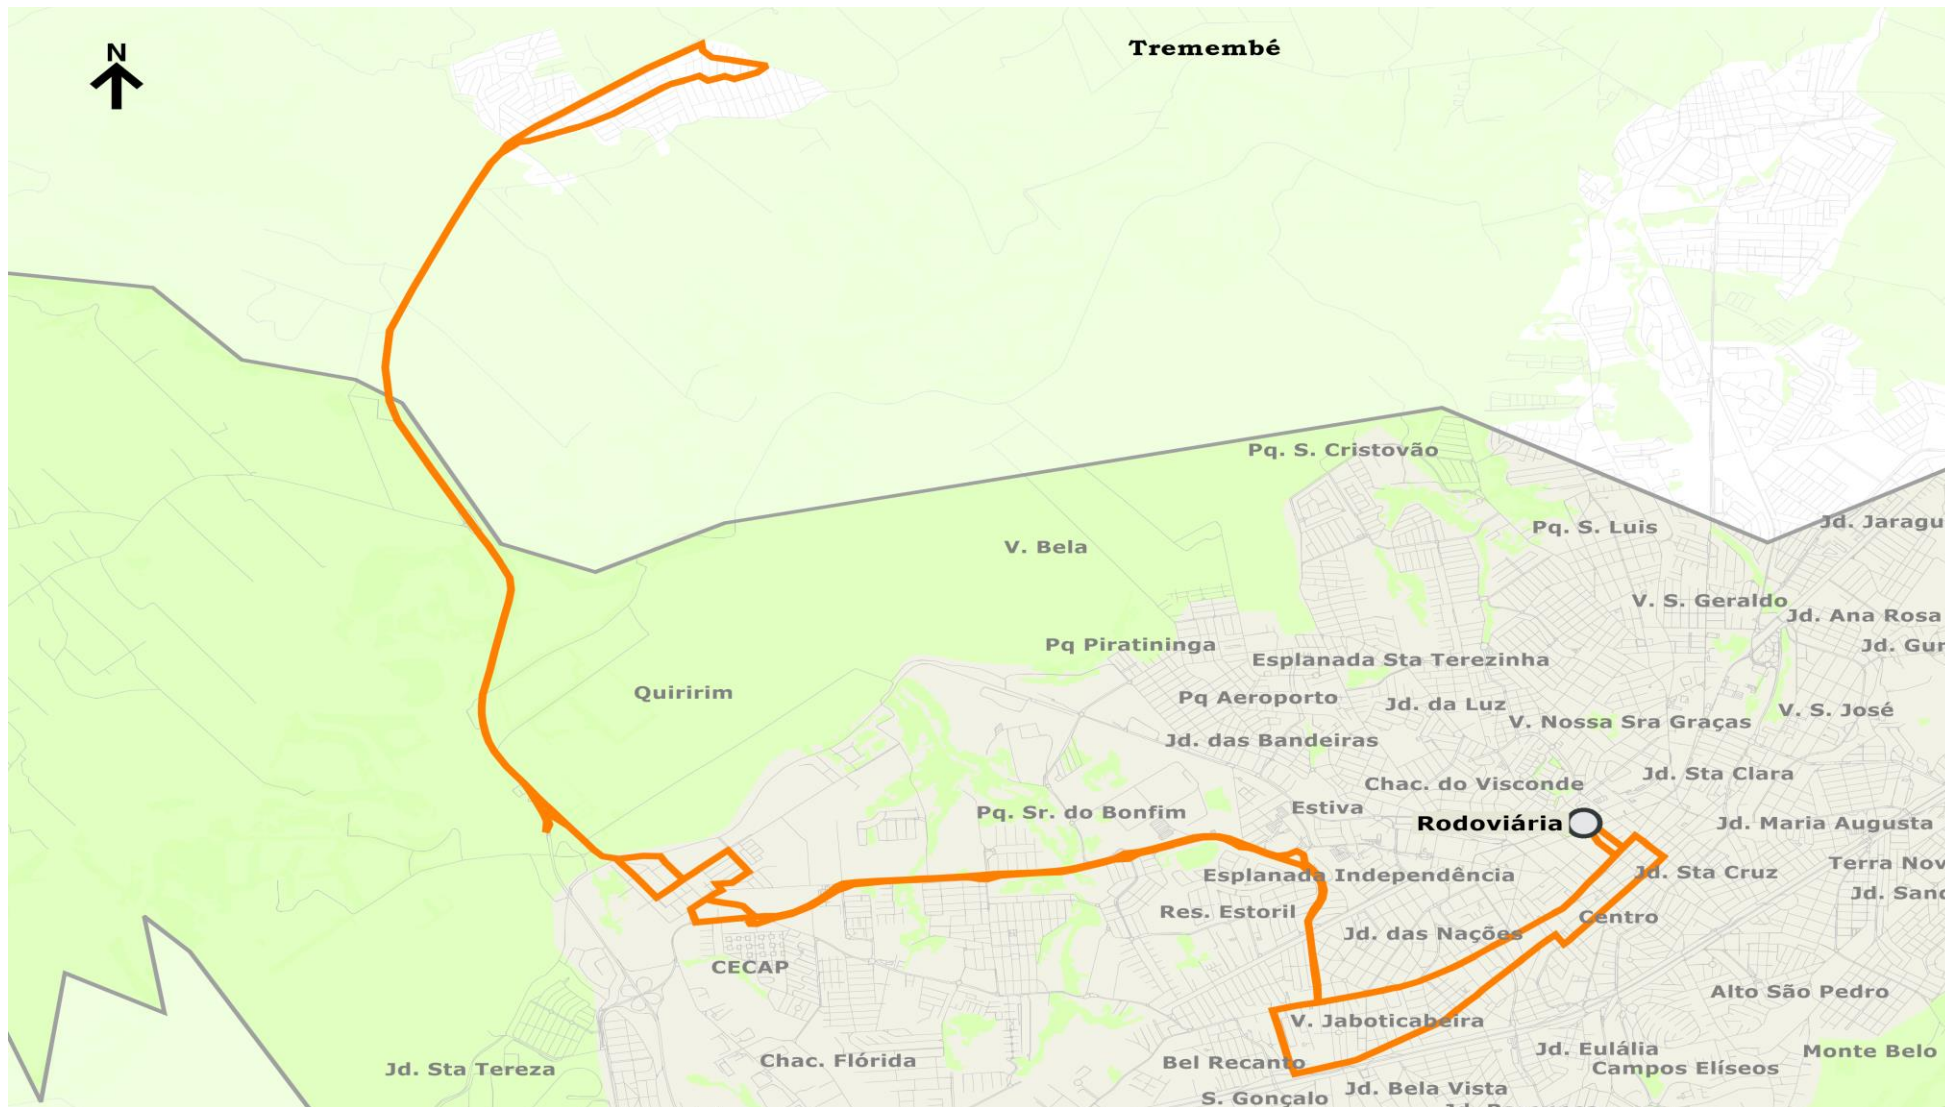 N
Tremembé
Pq. S. Cristovão
Jd. Jaragu
Pq. S. Luis
V. Bela
V. S. Geraldo
Jd. Ana Rosa
Pq Piratininga
Jd. Gur
Esplanada Sta Terezinha
Quiririm
Pq Aeroporto
Jd. da Luz
V. S. José
V. Nossa Sra Graças
Jd. das Bandeiras
Jd. Sta Clara
Chac. do Visconde
Estiva
Pq. Sr. do Bonfim
Rodoviária
Jd. Maria Augusta
Terra Nov
Jd. Sta Cruz
Esplanada Independência
Jd. Sand
Res. Estoril
Centro
Jd. das Nações
CECAP
Alto São Pedro
V. Jaboticabeira
Jd. Eulália
Monte Belo
Chac. Flórida
Bel Recanto
Campos Elíseos
Jd. Sta Tereza
Jd. Bela Vista
S. Gonçalo